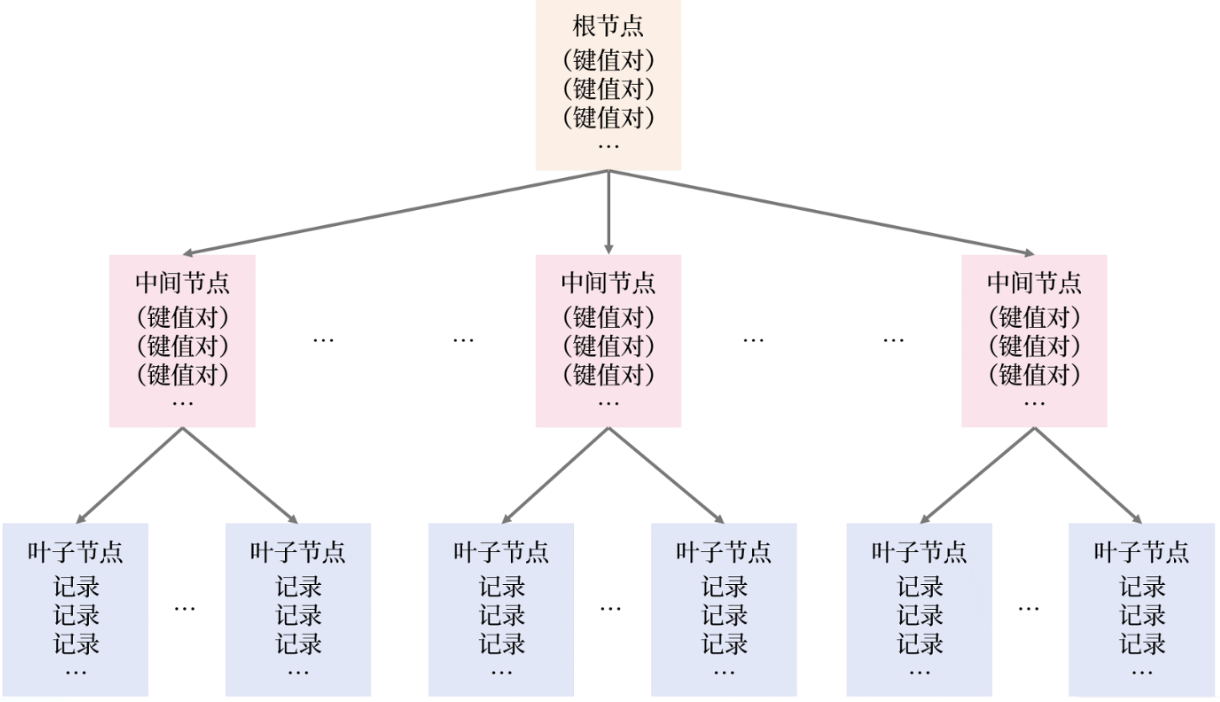 根节点
（键值对）
（键值对）
（键值对）
…
中间节点
（键值对）
（键值对）
（键值对）
…
…
…
中间节点
（键值对）
（键值对）
（键值对）
…
…
…
中间节点
（键值对）
（键值对）
（键值对）
…
叶子节点
记录
记录
记录
…
…
叶子节点
记录
记录
记录
…
叶子节点
记录
记录
记录
…
…
叶子节点
记录
记录
记录
…
叶子节点
记录
记录
记录
…
…
叶子节点
记录
记录
记录
…